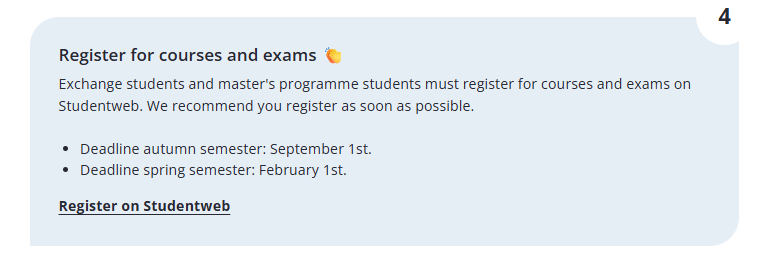 4
Register for courses and exams 👏
Exchange students and master's programme students must register for courses and exams on
Studentweb. We recommend you register as soon as possible.
• Deadline autumn semester: September 1st.
• Deadline spring semester: February 1st.
Register on Studentweb